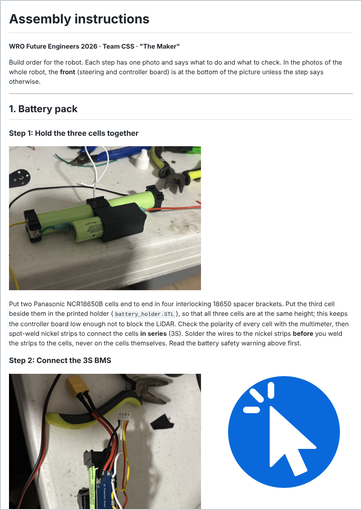 Assembly instructions
WRO Future Engineers 2026 · Team CSS · "The Maker"
Build order for the robot. Each step has one photo and says what to do and what to check. In the photos of the
whole robot, the front (steering and controller board) is at the bottom of the picture unless the step says
otherwise.
1. Battery pack
Step 1: Hold the three cells together
Put two Panasonic NCR18650B cells end to end in four interlocking 18650 spacer brackets. Put the third cell
beside them in the printed holder ( battery_holder.STL ), so that all three cells are at the same height; this keeps
the controller board low enough not to block the LiDAR. Check the polarity of every cell with the multimeter, then
spot-weld nickel strips to connect the cells in series (3S). Solder the wires to the nickel strips before you weld
the strips to the cells, never on the cells themselves. Read the battery safety warning above first.
Step 2: Connect the 3S BMS